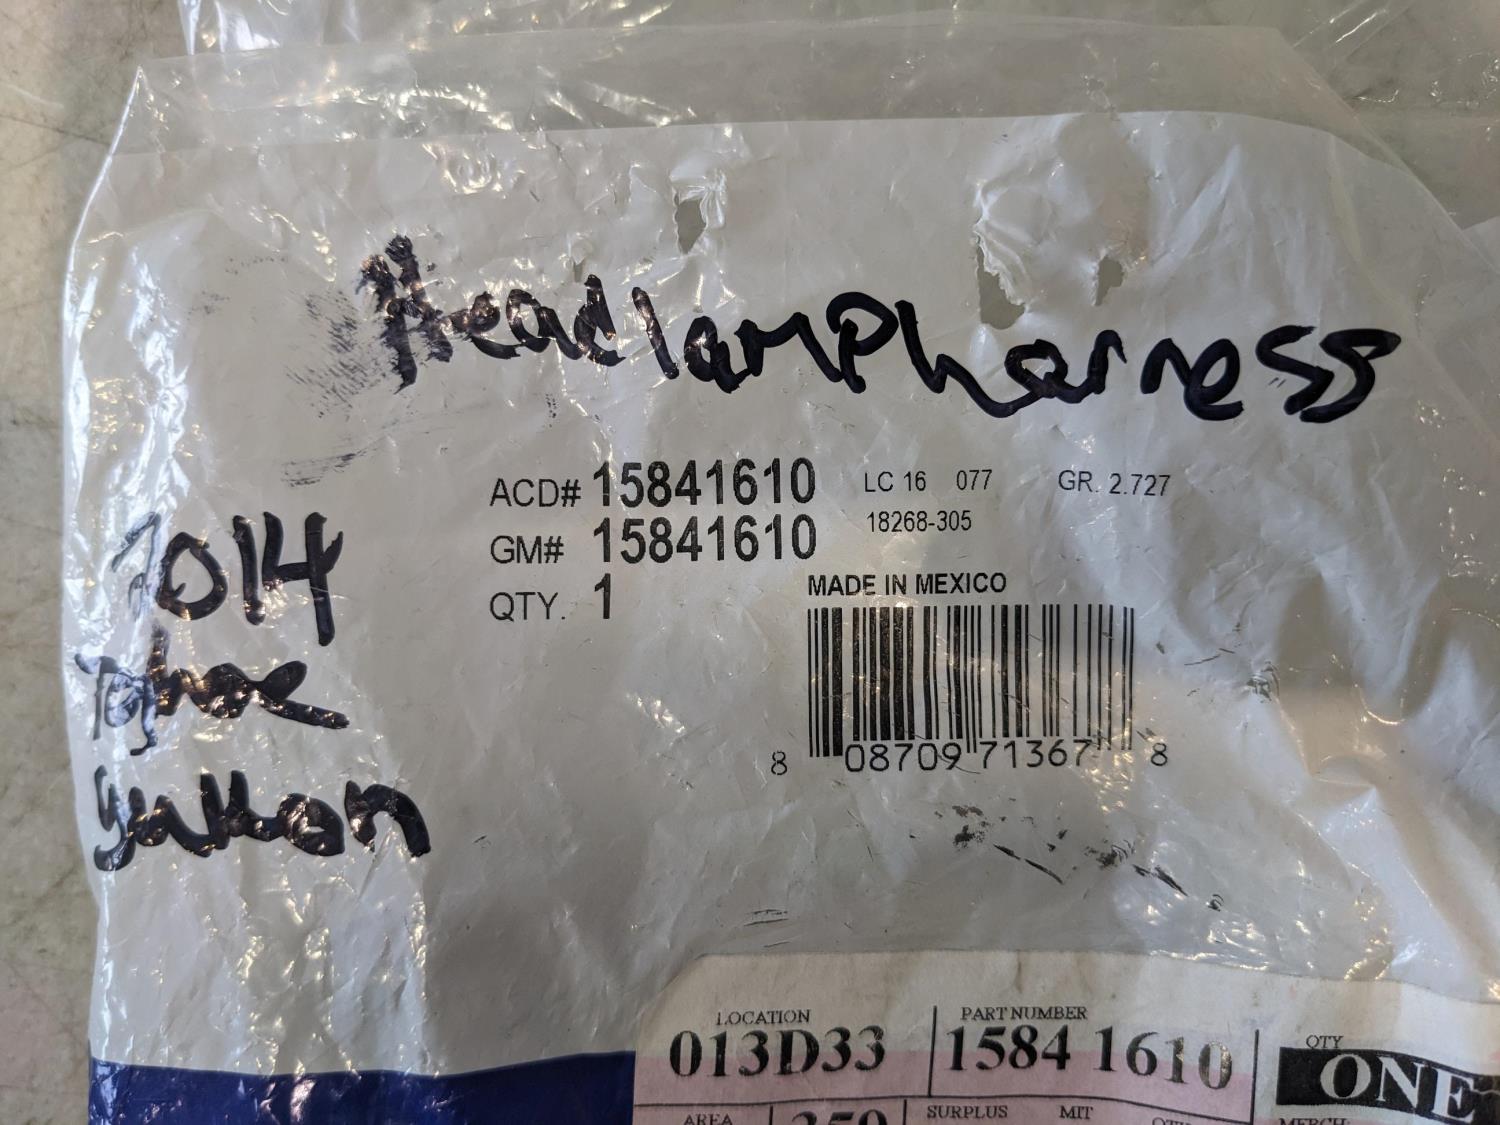 Headlamp harness
ACD# 15841610 LC 16 077 GR. 2.727
GM# 15841610 18268-305
QTY. 1
MADE IN MEXICO
8 08709 71367 8
2014
Tahoe
yukon
LOCATION PART NUMBER QTY
013D33 1584 1610 ONE
AREA SURPLUS MIT